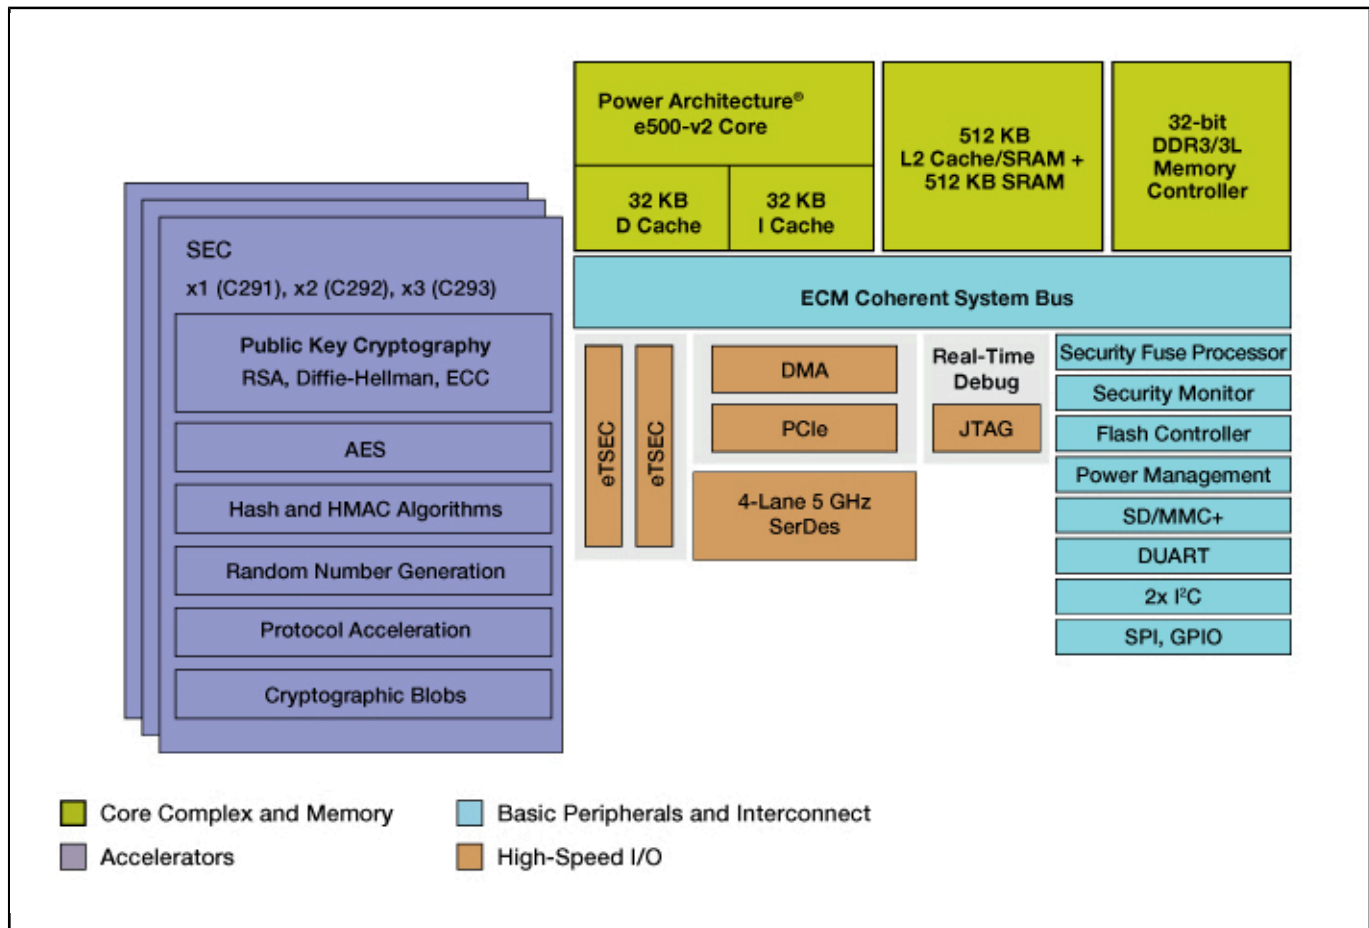 Power Architecture®
e500-v2 Core
32 KB
D Cache
32 KB
I Cache
512 KB
L2 Cache/SRAM +
512 KB SRAM
32-bit
DDR3/3L
Memory
Controller
SEC
x1 (C291), x2 (C292), x3 (C293)
Public Key Cryptography
RSA, Diffie-Hellman, ECC
AES
Hash and HMAC Algorithms
Random Number Generation
Protocol Acceleration
Cryptographic Blobs
ECM Coherent System Bus
eTSEC
eTSEC
DMA
PCIe
4-Lane 5 GHz
SerDes
Real-Time
Debug
JTAG
Security Fuse Processor
Security Monitor
Flash Controller
Power Management
SD/MMC+
DUART
2x I²C
SPI, GPIO
Core Complex and Memory
Accelerators
Basic Peripherals and Interconnect
High-Speed I/O